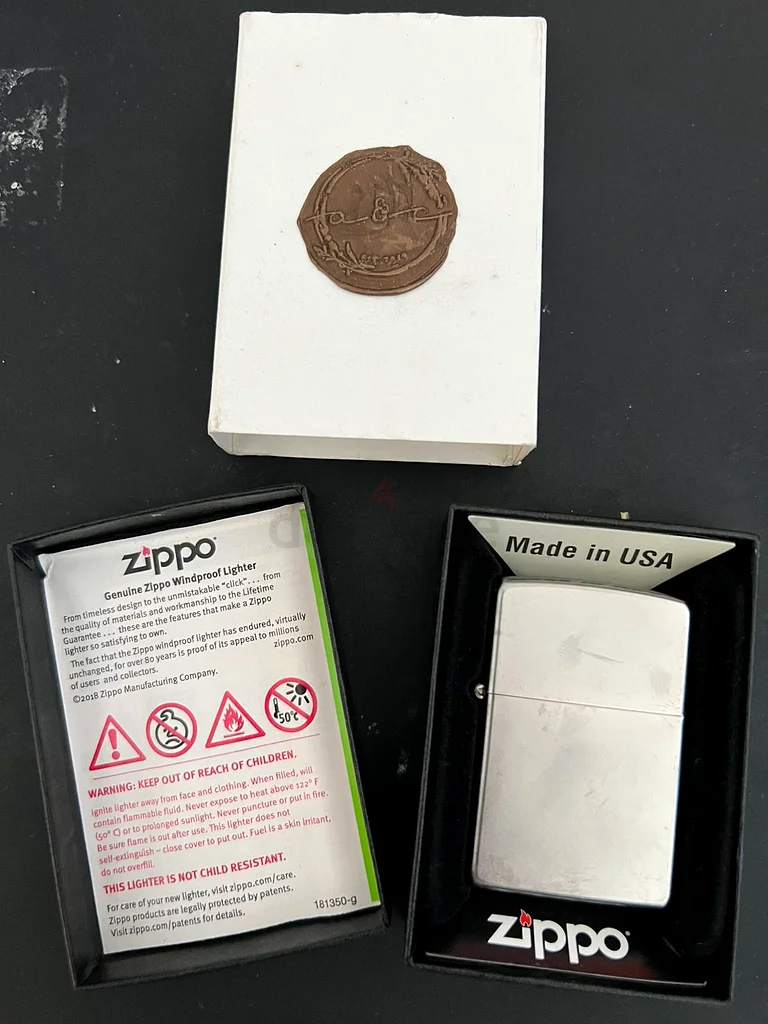 a & c
EST. 2019
zippo
Genuine Zippo Windproof Lighter
From timeless design to the unmistakable "click". . . from
the quality of materials and workmanship to the Lifetime
Guarantee . . . these are the features that make a Zippo
lighter so satisfying to own.
The fact that the Zippo windproof lighter has endured, virtually
unchanged, for over 80 years is proof of its appeal to millions
of users and collectors.
zippo.com
©2018 Zippo Manufacturing Company.
50°C
WARNING: KEEP OUT OF REACH OF CHILDREN.
Ignite lighter away from face and clothing. When filled, will
contain flammable fluid. Never expose to heat above 122° F
(50° C) or to prolonged sunlight. Never puncture or put in fire.
Be sure flame is out after use. This lighter does not
self-extinguish – close cover to put out. Fuel is a skin irritant,
do not overfill.
THIS LIGHTER IS NOT CHILD RESISTANT.
For care of your new lighter, visit zippo.com/care.
Zippo products are legally protected by patents.
Visit zippo.com/patents for details.
181350-g
Made in USA
zippo